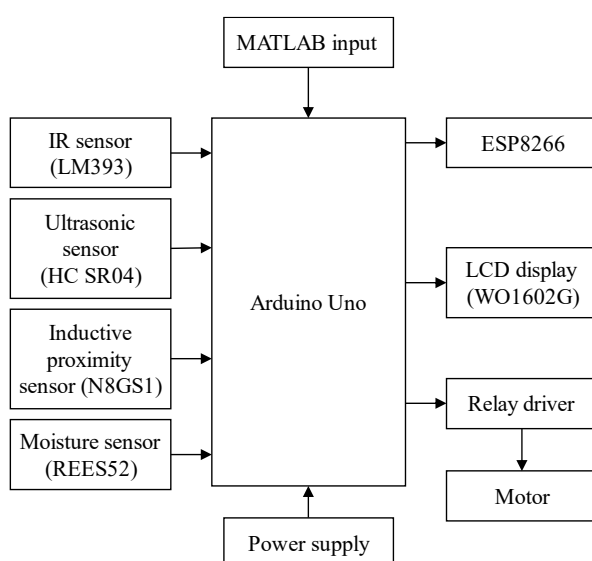 MATLAB input
IR sensor
(LM393)
Ultrasonic
sensor
(HC SR04)
Inductive
proximity
sensor (N8GS1)
Moisture sensor
(REES52)
Arduino Uno
ESP8266
LCD display
(WO1602G)
Relay driver
Motor
Power supply